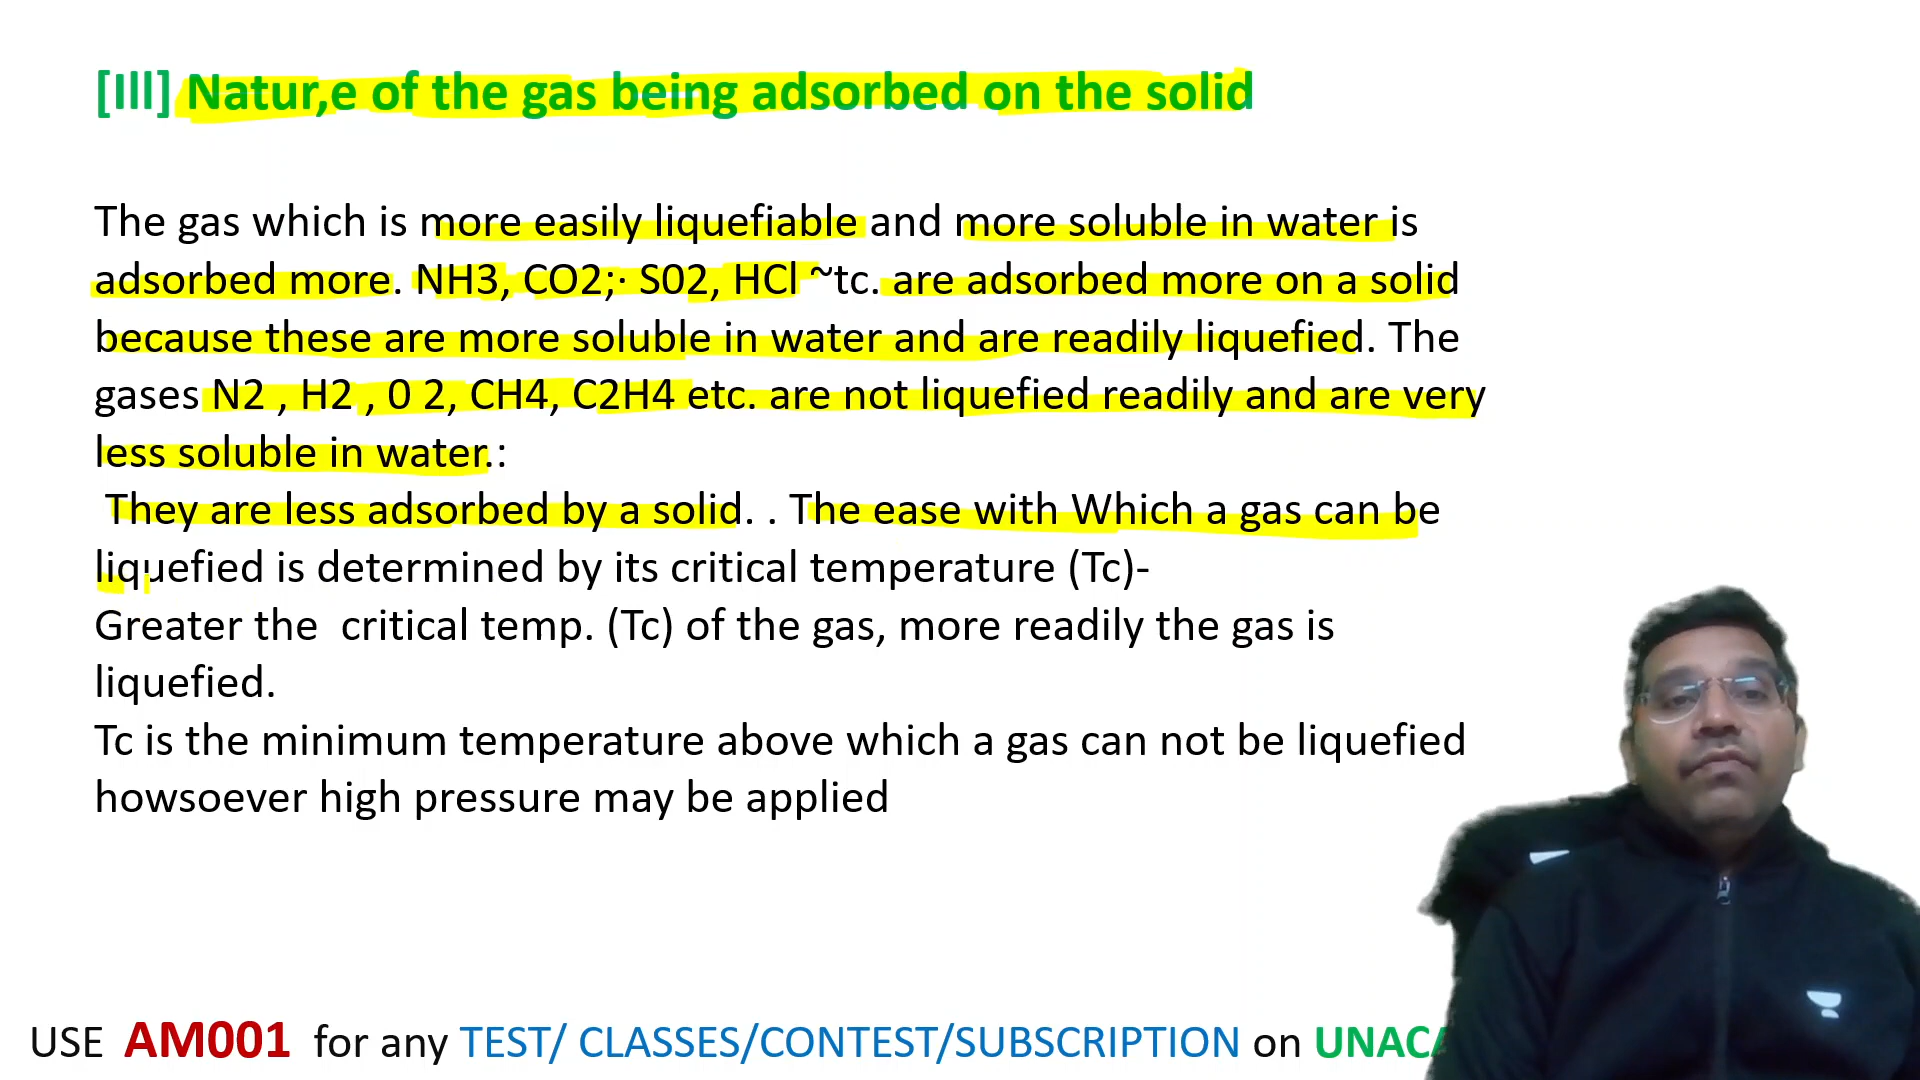 [Ill] Natur,e of the gas being adsorbed on the solid
The gas which is more easily liquefiable and more soluble in water is
adsorbed more. NH3, CO2;· S02, HCl ~tc. are adsorbed more on a solid
because these are more soluble in water and are readily liquefied. The
gases N2 , H2 , 0 2, CH4, C2H4 etc. are not liquefied readily and are very
less soluble in water.:
They are less adsorbed by a solid. . The ease with Which a gas can be
liquefied is determined by its critical temperature (Tc)-
Greater the  critical temp. (Tc) of the gas, more readily the gas is
liquefied.
Tc is the minimum temperature above which a gas can not be liquefied
howsoever high pressure may be applied
USE AM001 for any TEST/ CLASSES/CONTEST/SUBSCRIPTION on UNACA